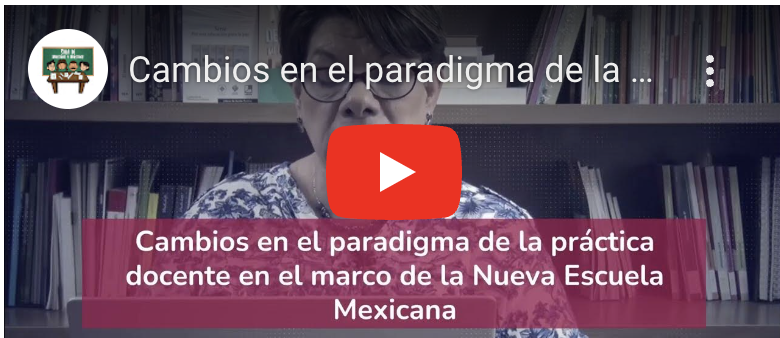 Cambios en el paradigma de la ...
Cambios en el paradigma de la práctica
docente en el marco de la Nueva Escuela
Mexicana